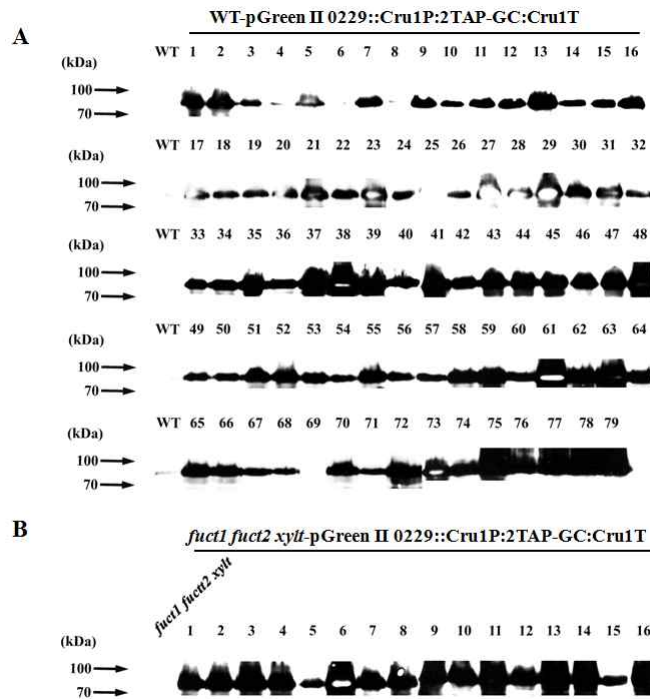 WT-pGreen II 0229::Cru1P:2TAP-GC:Cru1T
A
WT 1 2 3 4 5 6 7 8 9 10 11 12 13 14 15 16
(kDa)
100
70
WT 17 18 19 20 21 22 23 24 25 26 27 28 29 30 31 32
(kDa)
100
70
WT 33 34 35 36 37 38 39 40 41 42 43 44 45 46 47 48
(kDa)
100
70
WT 49 50 51 52 53 54 55 56 57 58 59 60 61 62 63 64
(kDa)
100
70
WT 65 66 67 68 69 70 71 72 73 74 75 76 77 78 79
(kDa)
100
70
B
fuct1 fuct2 xylt-pGreen II 0229::Cru1P:2TAP-GC:Cru1T
fuct1 fuctt2 xylt
1 2 3 4 5 6 7 8 9 10 11 12 13 14 15 16
(kDa)
100
70